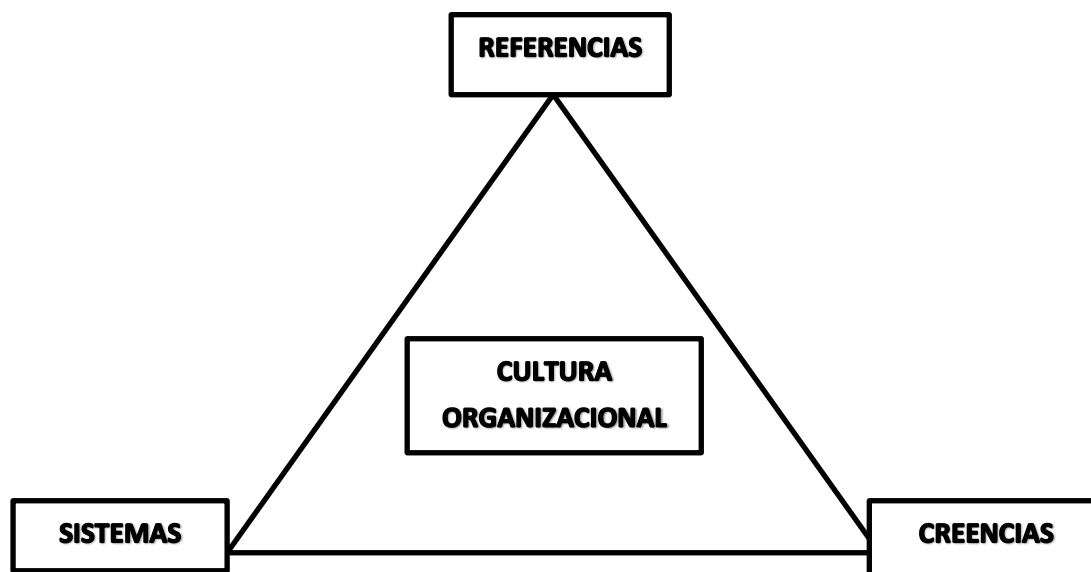 REFERENCIAS
CULTURA
ORGANIZACIONAL
SISTEMAS
CREENCIAS